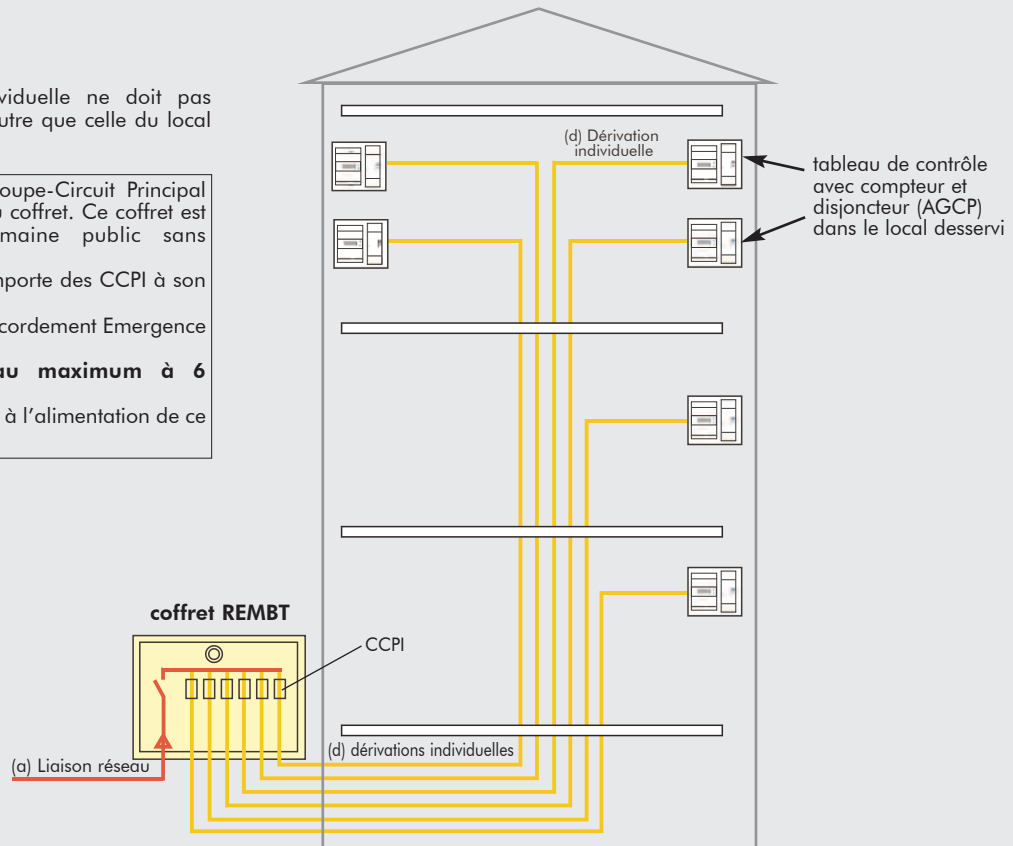 viduelle ne doit pas
utre que celle du local
oupe-Circuit Principal
u coffret. Ce coffret est
maine public sans
mporte des CCPI à son
cordement Emergence
au maximum à 6
à l'alimentation de ce
(d) Dérivation
individuelle
tableau de contrôle
avec compteur et
disjoncteur (AGCP)
dans le local desservi
coffret REMBT
CCPI
(d) dérivations individuelles
(a) Liaison réseau